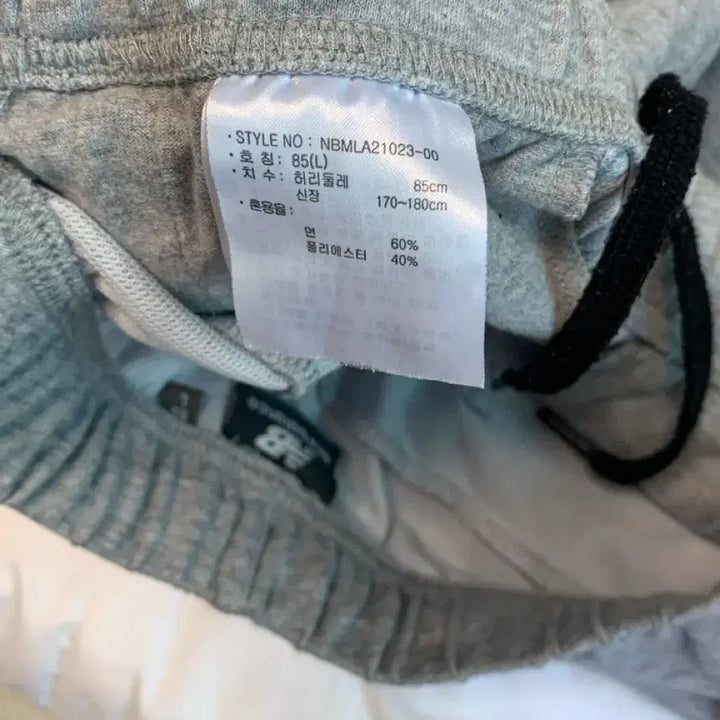 · STYLE NO : NBMLA21023-00
· 호 칭 : 85(L)
· 치 수 : 허리둘레 85cm
신장 170~180cm
· 혼용율 :
면 60%
폴리에스터 40%